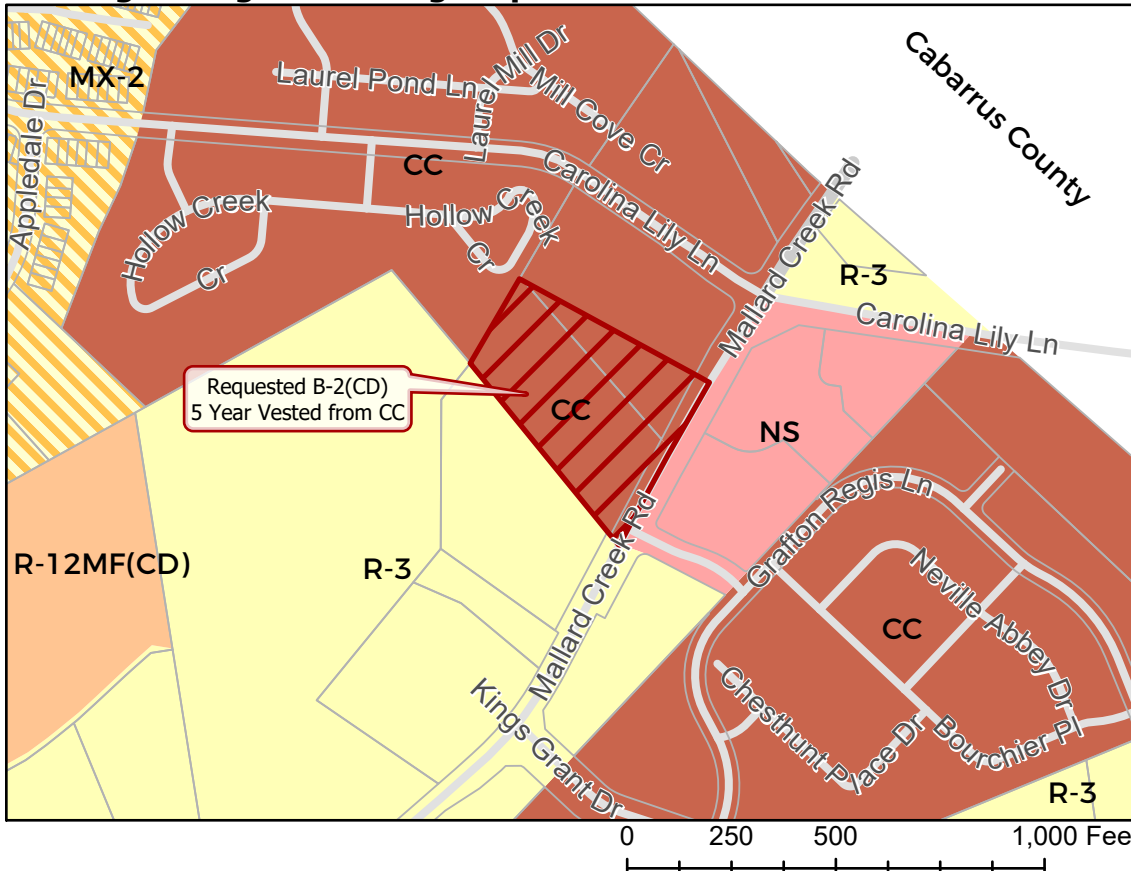 MX-2
Appledale Dr
Laurel Pond Ln
Laurel Mill Dr
Mill Cove Cr
Cabarrus County
CC
Carolina Lily Ln
Mallard Creek Rd
Hollow Creek
Cr
Hollow Creek
Cr
R-3
Carolina Lily Ln
Requested B-2(CD)
5 Year Vested from CC
CC
NS
Grafton Regis Ln
R-12MF(CD)
R-3
Mallard Creek Rd
Neville Abbey Dr
CC
Chesthunt Place Dr
Bourchier Pl
Kings Grant Dr
R-3
0 250 500 1,000 Fee